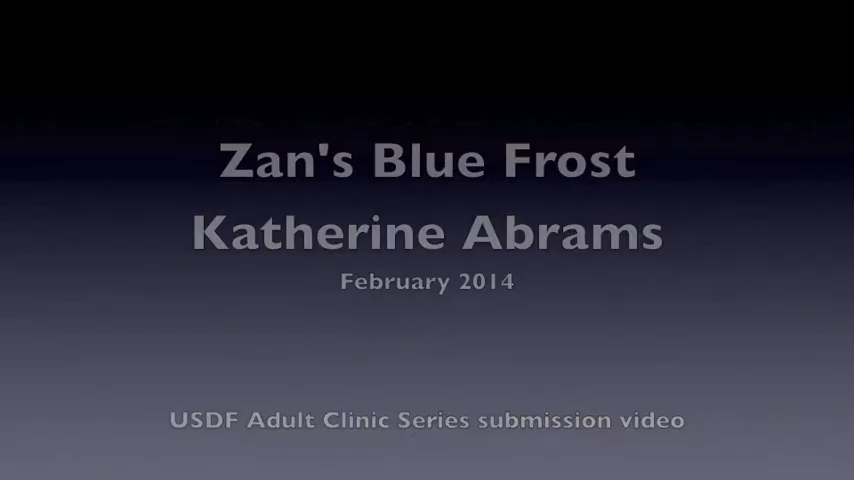 Zan's Blue Frost
Katherine Abrams
February 2014
USDF Adult Clinic Series submission video